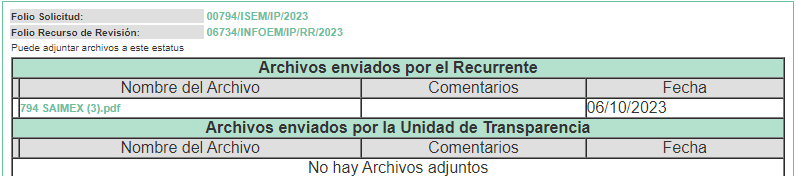 Folio Solicitud: 00794/ISEM/IP/2023
Folio Recurso de Revisión: 06734/INFOEM/IP/RR/2023
Puede adjuntar archivos a este estatus
Archivos enviados por el Recurrente
Nombre del Archivo Comentarios Fecha
794 SAIMEX (3).pdf 06/10/2023
Archivos enviados por la Unidad de Transparencia
Nombre del Archivo Comentarios Fecha
No hay Archivos adjuntos